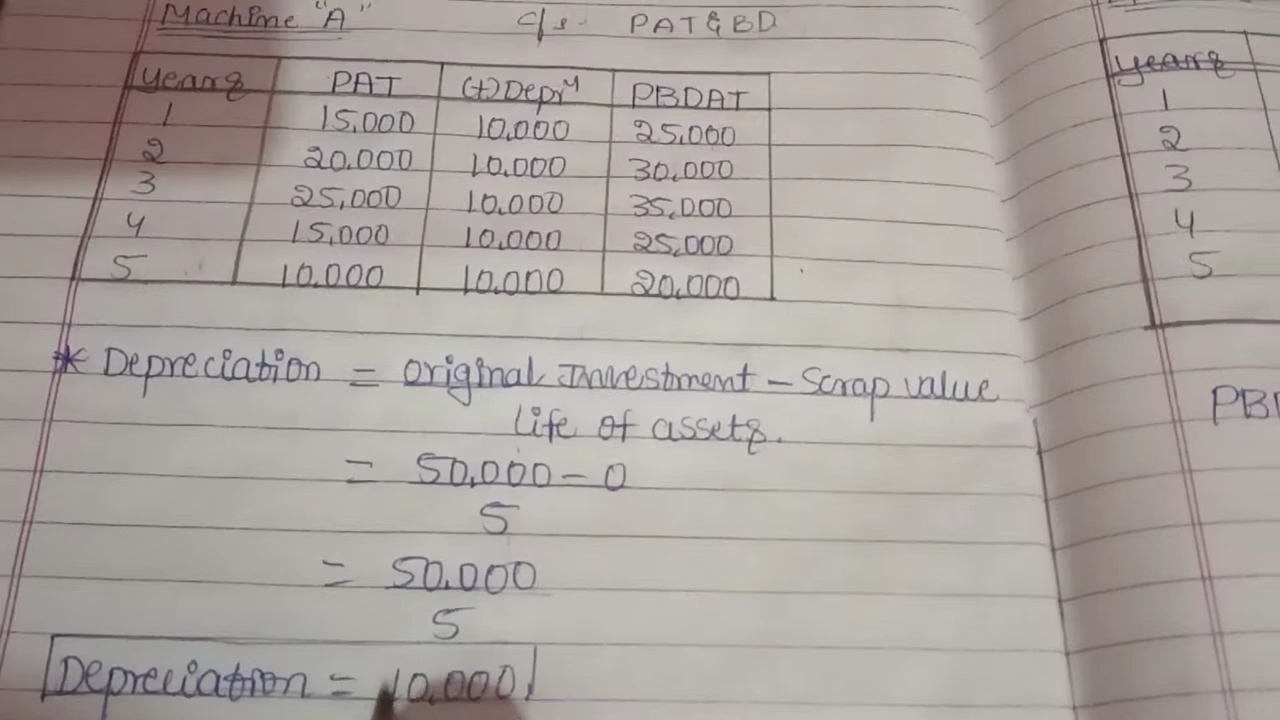 Machine "A" c/s. PAT&BD
years PAT (+)Deprn PBDAT
1 15,000 10,000 25,000
2 20,000 10,000 30,000
3 25,000 10,000 35,000
4 15,000 10,000 25,000
5 10,000 10,000 20,000
* Depreciation = original Investment - Scrap value
Life of assets.
= 50,000 - 0
5
= 50,000
5
Depreciation = 10,000
years
1
2
3
4
5